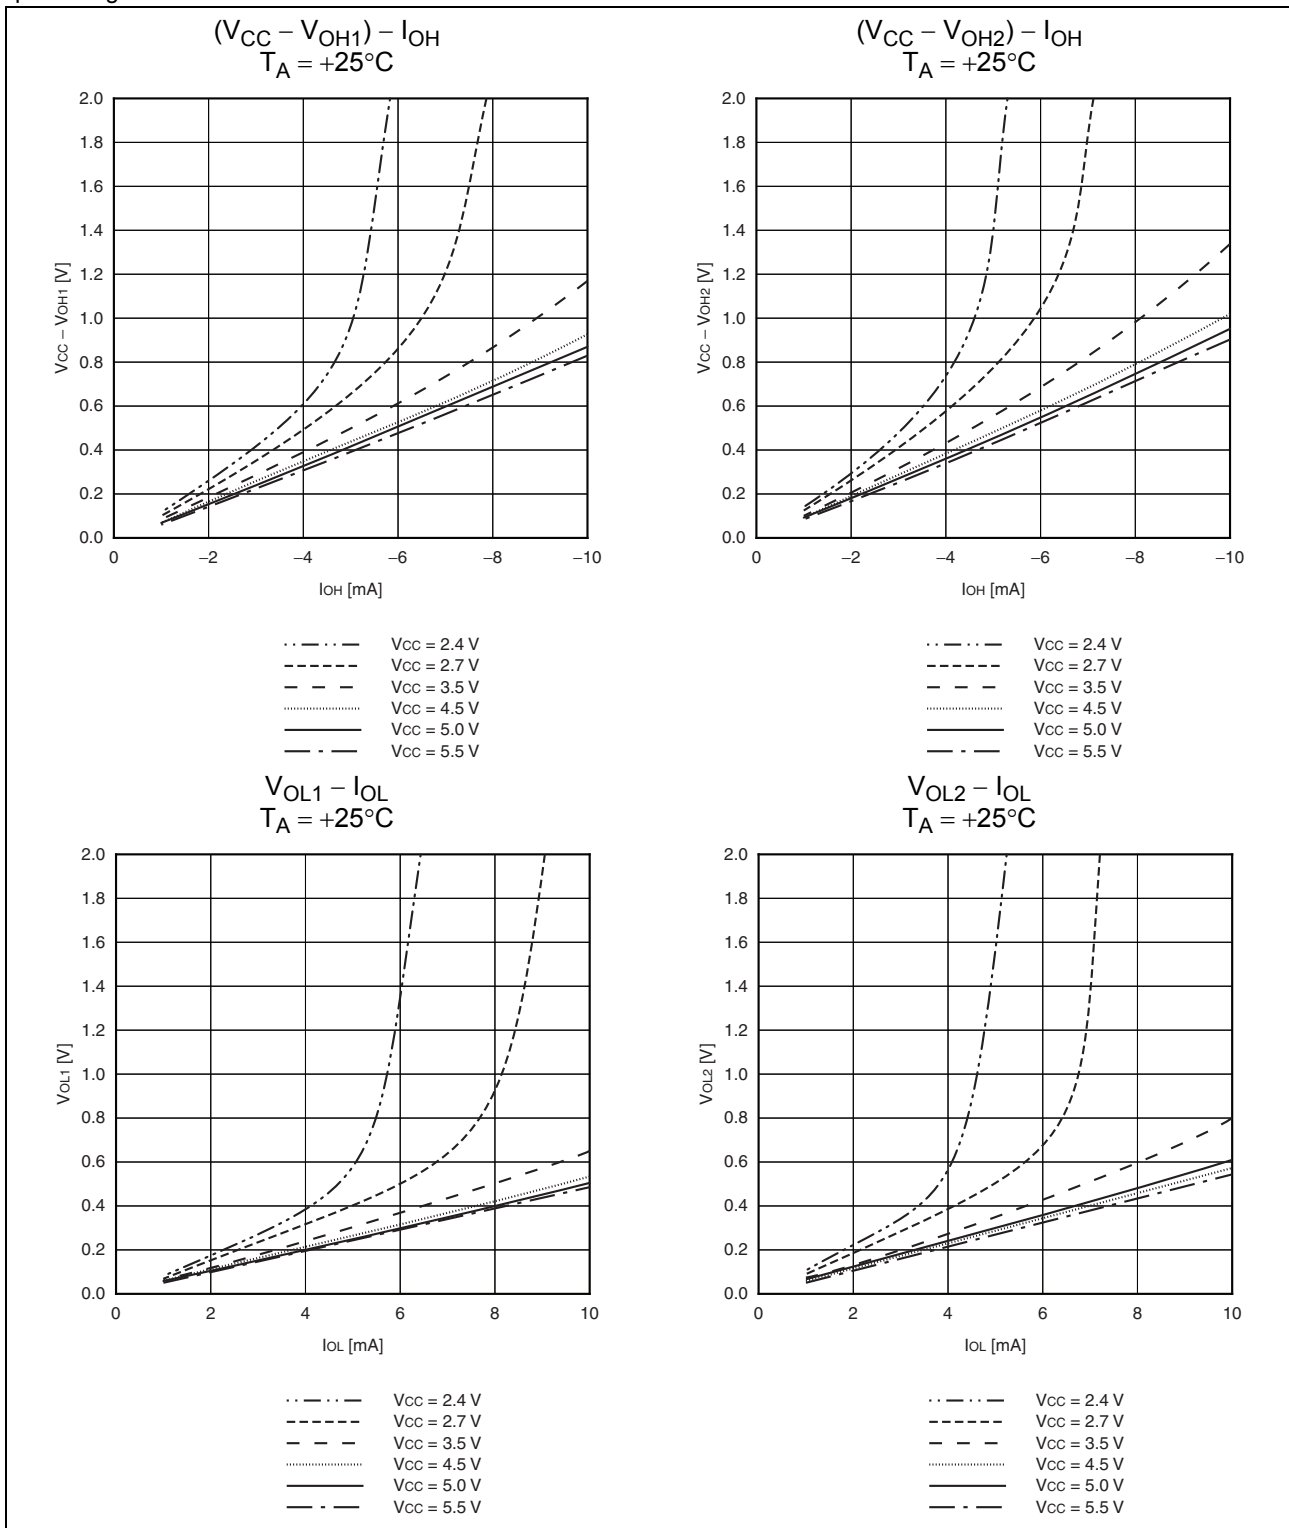 (VCC – VOH1) – IOH
TA = +25°C
2.0
1.8
1.6
1.4
1.2
1.0
0.8
0.6
0.4
0.2
0.0
VCC – VOH1 [V]
0 –2 –4 –6 –8 –10
IOH [mA]
VCC = 2.4 V
VCC = 2.7 V
VCC = 3.5 V
VCC = 4.5 V
VCC = 5.0 V
VCC = 5.5 V
(VCC – VOH2) – IOH
TA = +25°C
2.0
1.8
1.6
1.4
1.2
1.0
0.8
0.6
0.4
0.2
0.0
VCC – VOH2 [V]
0 –2 –4 –6 –8 –10
IOH [mA]
VCC = 2.4 V
VCC = 2.7 V
VCC = 3.5 V
VCC = 4.5 V
VCC = 5.0 V
VCC = 5.5 V
VOL1 – IOL
TA = +25°C
2.0
1.8
1.6
1.4
1.2
1.0
0.8
0.6
0.4
0.2
0.0
VOL1 [V]
0 2 4 6 8 10
IOL [mA]
VCC = 2.4 V
VCC = 2.7 V
VCC = 3.5 V
VCC = 4.5 V
VCC = 5.0 V
VCC = 5.5 V
VOL2 – IOL
TA = +25°C
2.0
1.8
1.6
1.4
1.2
1.0
0.8
0.6
0.4
0.2
0.0
VOL2 [V]
0 2 4 6 8 10
IOL [mA]
VCC = 2.4 V
VCC = 2.7 V
VCC = 3.5 V
VCC = 4.5 V
VCC = 5.0 V
VCC = 5.5 V